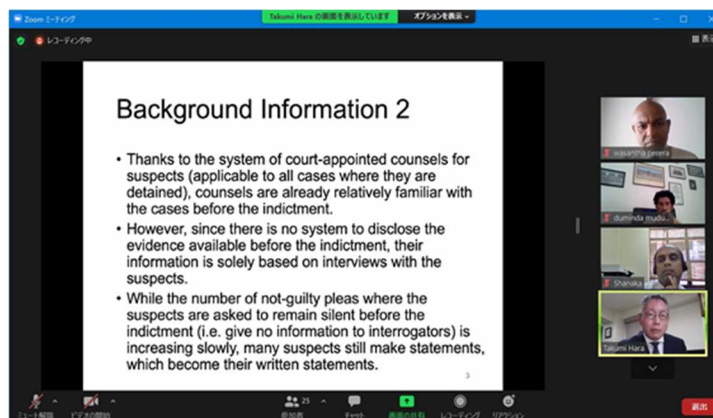 Zoom ミーティング
Takumi Hara の画面を表示しています
オプションを表示
レコーディング中
表示
Background Information 2
• Thanks to the system of court-appointed counsels for
suspects (applicable to all cases where they are
detained), counsels are already relatively familiar with
the cases before the indictment.
• However, since there is no system to disclose the
evidence available before the indictment, their
information is solely based on interviews with the
suspects.
• While the number of not-guilty pleas where the
suspects are asked to remain silent before the
indictment (i.e. give no information to interrogators) is
increasing slowly, many suspects still make statements,
which become their written statements.
3
wasantha perera
duminda mudu...
Shanaka
Takumi Hara
25
ミュート解除
ビデオの開始
参加者
チャット
画面の共有
レコーディング
リアクション
退出